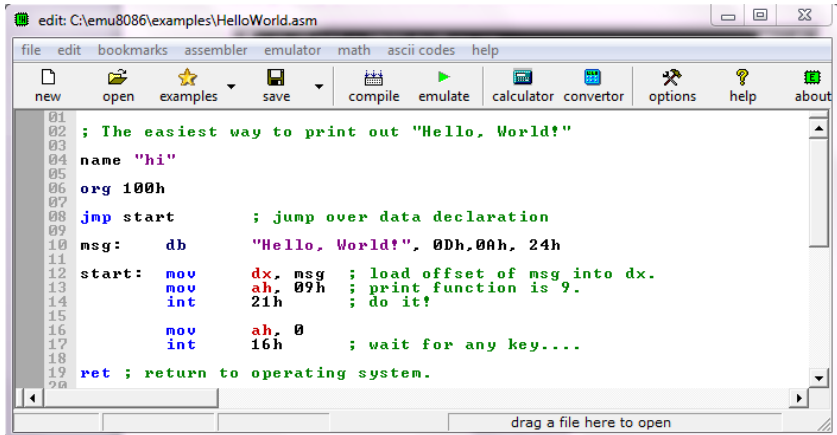 edit: C:\emu8086\examples\HelloWorld.asm
file edit bookmarks assembler emulator math ascii codes help
new open examples save compile emulate calculator convertor options help about
01
02 ; The easiest way to print out "Hello, World!"
03
04 name "hi"
05
06 org 100h
07
08 jmp start ; jump over data declaration
09
10 msg: db "Hello, World!", 0Dh,0Ah, 24h
11
12 start: mov dx, msg ; load offset of msg into dx.
13 mov ah, 09h ; print function is 9.
14 int 21h ; do it!
15
16 mov ah, 0
17 int 16h ; wait for any key....
18
19 ret ; return to operating system.
20
drag a file here to open